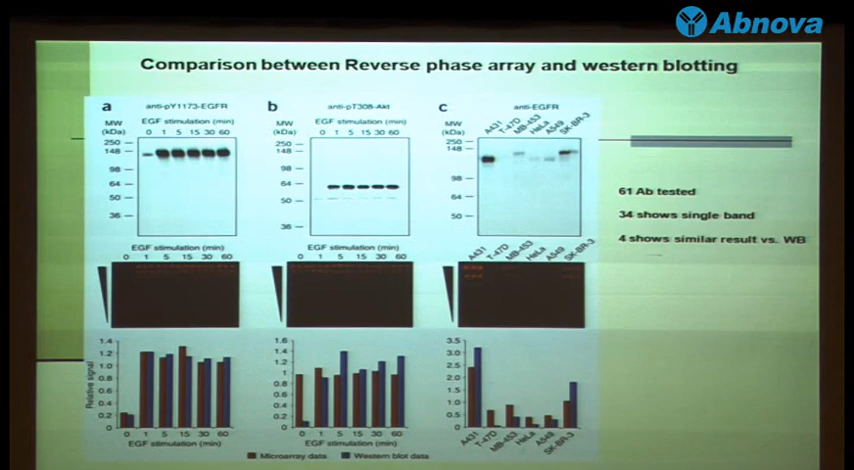 Abnova
Comparison between Reverse phase array and western blotting
a
anti-pY1173-EGFR
EGF stimulation (min)
MW
(kDa)
0 1 5 15 30 60
250
148
98
64
50
36
EGF stimulation (min)
0 1 5 15 30 60
1.4
1.2
1.0
0.8
0.6
0.4
0.2
0
Relative signal
0 1 5 15 30 60
EGF stimulation (min)
b
anti-pT308-Akt
EGF stimulation (min)
MW
(kDa)
0 1 5 15 30 60
250
148
98
64
50
36
EGF stimulation (min)
0 1 5 15 30 60
1.6
1.4
1.2
1
0.8
0.6
0.4
0.2
0
0 1 5 15 30 60
EGF stimulation (min)
c
anti-EGFR
MW
(kDa)
A431 T-47D MB-453 HeLa A549 SK-BR-3
250
148
98
64
50
A431 T-47D MB-453 HeLa A549 SK-BR-3
3.5
3.0
2.5
2.0
1.5
1.0
0.5
0
A431 T-47D MB-453 HeLa A549 SK-BR-3
Microarray data Western blot data
61 Ab tested
34 shows single band
4 shows similar result vs. WB